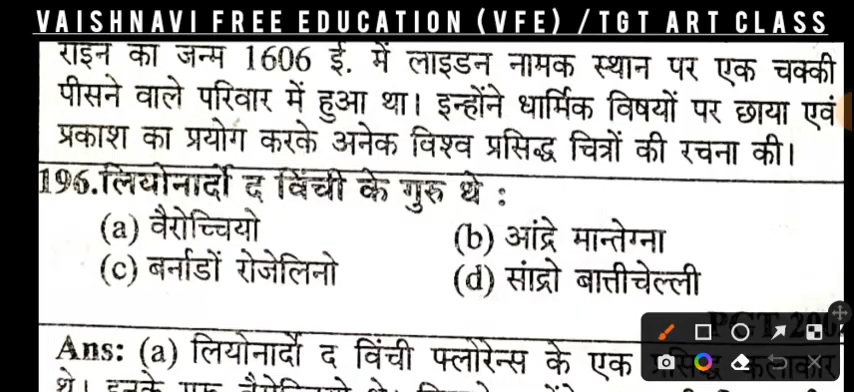 VAISHNAVI FREE EDUCATION (VFE) / TGT ART CLASS
राइन का जन्म 1606 ई. में लाइडन नामक स्थान पर एक चक्की
पीसने वाले परिवार में हुआ था। इन्होंने धार्मिक विषयों पर छाया एवं
प्रकाश का प्रयोग करके अनेक विश्व प्रसिद्ध चित्रों की रचना की।
196.लियोनार्दो द विंची के गुरु थे :
(a) वैरोच्चियो (b) आंद्रे मान्तेग्ना
(c) बर्नाडों रोजेलिनो (d) सांद्रो बात्तीचेल्ली
Ans: (a) लियोनार्दो द विंची फ्लोरेन्स के एक